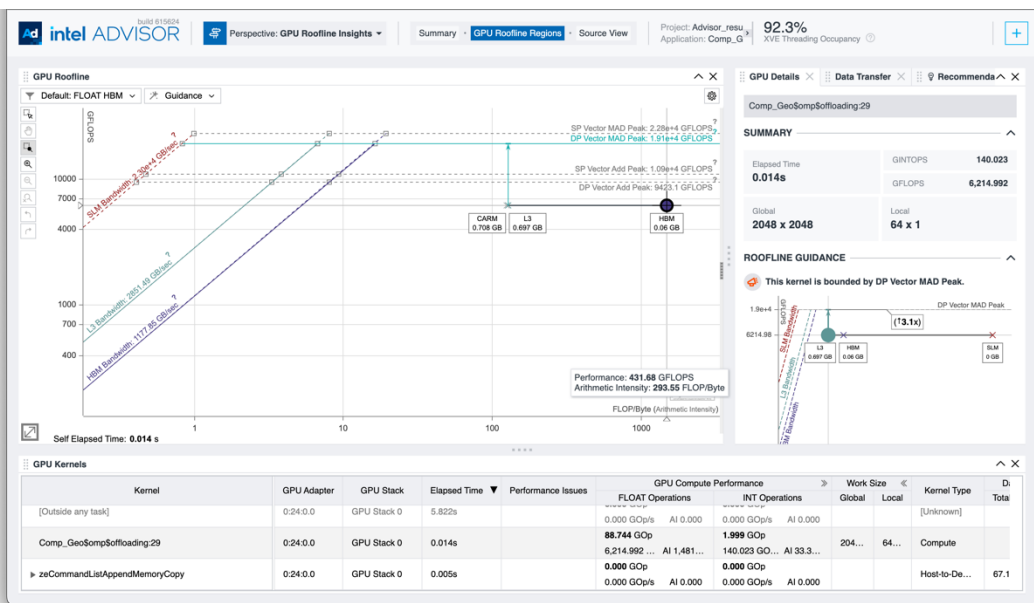 build 615624
Ad intel ADVISOR
Perspective: GPU Roofline Insights
Summary
GPU Roofline Regions
Source View
Project: Advisor_resu
Application: Comp_G
92.3%
XVE Threading Occupancy
GPU Roofline
Default: FLOAT HBM
Guidance
GFLOPS
SP Vector MAD Peak: 2.28e+4 GFLOPS
?
DP Vector MAD Peak: 1.91e+4 GFLOPS
SP Vector Add Peak: 1.09e+4 GFLOPS
?
DP Vector Add Peak: 9423.1 GFLOPS
?
10000
7000
4000
1000
700
400
L3 Bandwidth: 2851.49 GB/sec
?
HBM Bandwidth: 1177.85 GB/sec
?
CARM
0.708 GB
L3
0.697 GB
HBM
0.06 GB
Performance: 431.68 GFLOPS
Arithmetic Intensity: 293.55 FLOP/Byte
FLOP/Byte (Arithmetic Intensity)
1
10
100
1000
Self Elapsed Time: 0.014 s
GPU Details
Data Transfer
Recommenda
Comp_Geo$omp$offloading:29
SUMMARY
Elapsed Time
0.014s
GINTOPS
140.023
GFLOPS
6,214.992
Global
2048 x 2048
Local
64 x 1
ROOFLINE GUIDANCE
This kernel is bounded by DP Vector MAD Peak.
GFLOPS
1.9e+4
DP Vector MAD Peak
(↑3.1x)
6214.98
SLM Bandwidth
L3 Bandwidth
L3
0.697 GB
HBM
0.06 GB
SLM
0 GB
GPU Kernels
Kernel
GPU Adapter
GPU Stack
Elapsed Time ▼
Performance Issues
GPU Compute Performance
FLOAT Operations
INT Operations
Work Size
Global
Local
Kernel Type
Tota
[Outside any task]
0:24:0.0
GPU Stack 0
5.822s
0.000 GOp/s AI 0.000
0.000 GOp/s AI 0.000
[Unknown]
Comp_Geo$omp$offloading:29
0:24:0.0
GPU Stack 0
0.014s
88.744 GOp
6,214.992 ... AI 1,481...
1.999 GOp
140.023 GO... AI 33.3...
204...
64...
Compute
zeCommandListAppendMemoryCopy
0:24:0.0
GPU Stack 0
0.005s
0.000 GOp
0.000 GOp/s AI 0.000
0.000 GOp
0.000 GOp/s AI 0.000
Host-to-De...
67.1